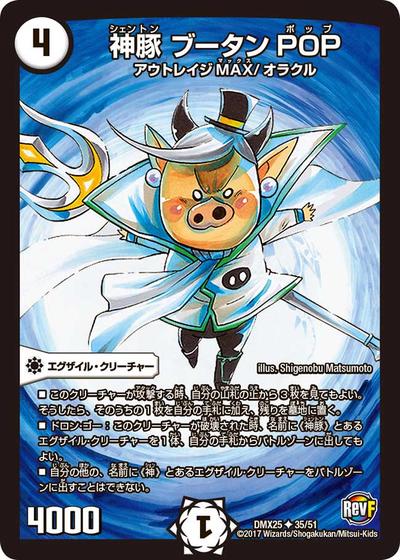 4
シェントン ポップ
神豚 ブータン POP
マックス
アウトレイジMAX/オラクル
illus. Shigenobu Matsumoto
エグザイル・クリーチャー
■このクリーチャーが攻撃する時、自分の山札の上から3枚を見てもよい。
そうしたら、そのうちの1枚を自分の手札に加え、残りを墓地に置く。
■ドロン・ゴー：このクリーチャーが破壊された時、名前に《神》とある
エグザイル・クリーチャーを1体、自分の手札からバトルゾーンに出してもよい。
■自分の他の、名前に《神》とあるエグザイル・クリーチャーをバトルゾー
ンに出すことはできない。
4000
1
RevF
DMX25 ◆ 35/51
©2017 Wizards/Shogakukan/Mitsui-Kids